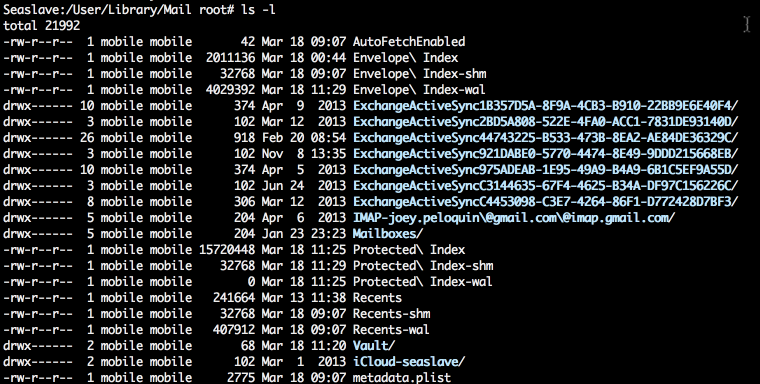 Seaslave:/User/Library/Mail root# ls -l
total 21992
-rw-r--r--  1 mobile mobile       42 Mar 18 09:07 AutoFetchEnabled
-rw-r--r--  1 mobile mobile  2011136 Mar 18 00:44 Envelope\ Index
-rw-r--r--  1 mobile mobile    32768 Mar 18 09:07 Envelope\ Index-shm
-rw-r--r--  1 mobile mobile  4029392 Mar 18 11:29 Envelope\ Index-wal
drwx------ 10 mobile mobile      374 Apr  9  2013 ExchangeActiveSync1B357D5A-8F9A-4CB3-B910-22BB9E6E40F4/
drwx------  3 mobile mobile      102 Mar 12  2013 ExchangeActiveSync2BD5A808-522E-4FA0-ACC1-7831DE93140D/
drwx------ 26 mobile mobile      918 Feb 20 08:54 ExchangeActiveSync44743225-B533-473B-8EA2-AE84DE36329C/
drwx------  3 mobile mobile      102 Nov  8 13:35 ExchangeActiveSync921DABE0-5770-4474-8E49-9DDD215668EB/
drwx------ 10 mobile mobile      374 Apr  5  2013 ExchangeActiveSync975ADEAB-1E95-49A9-B4A9-6B1C5EF9A55D/
drwx------  3 mobile mobile      102 Jun 24  2013 ExchangeActiveSyncC3144635-67F4-4625-B34A-DF97C156226C/
drwx------  8 mobile mobile      306 Mar 12  2013 ExchangeActiveSyncC4453098-C3E7-4264-86F1-D772428D7BF3/
drwx------  5 mobile mobile      204 Apr  6  2013 IMAP-joey.peloquin\@gmail.com\@imap.gmail.com/
drwx------  5 mobile mobile      204 Jan 23 23:23 Mailboxes/
-rw-r--r--  1 mobile mobile 15720448 Mar 18 11:25 Protected\ Index
-rw-r--r--  1 mobile mobile    32768 Mar 18 11:29 Protected\ Index-shm
-rw-r--r--  1 mobile mobile        0 Mar 18 11:25 Protected\ Index-wal
-rw-r--r--  1 mobile mobile   241664 Mar 13 11:38 Recents
-rw-r--r--  1 mobile mobile    32768 Mar 18 09:07 Recents-shm
-rw-r--r--  1 mobile mobile   407912 Mar 18 09:07 Recents-wal
drwx------  2 mobile mobile       68 Mar 18 11:20 Vault/
drwx------  2 mobile mobile      102 Mar  1  2013 iCloud-seaslave/
-rw-r--r--  1 mobile mobile     2775 Mar 18 09:07 metadata.plist